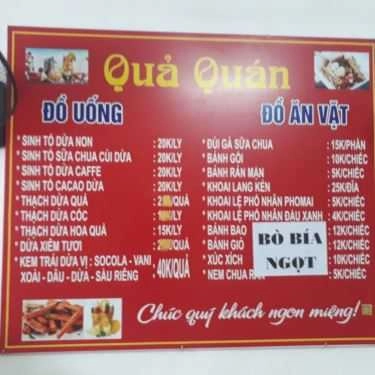 Quả Quán
ĐỒ UỐNG
* SINH TÓ DỪA NON : 20K/LY
* SINH TÓ SỮA CHUA CÙI DỪA : 20K/LY
* SINH TÓ DỪA CAFFE : 20K/LY
* SINH TÓ CACAO DỪA : 20K/LY
* THẠCH DỪA QUẢ : QUẢ
* THẠCH DỪA CÓC : K/LY
* THẠCH DỪA HOA QUẢ : 15K/LY
* DỪA XIÊM TƯƠI : QUẢ
* KEM TRÁI DỪA VỊ : SOCOLA - VANI
XOÀI - DÂU - DỪA - SẦU RIÊNG : 40K/QUẢ
ĐỒ ĂN VẶT
* ĐÙI GÀ SỮA CHUA : 15K/PHẦN
* BÁNH GỐI : 10K/CHIẾC
* BÁNH RÁN MẶN : 5K/CHIẾC
* KHOAI LANG KÉN : 25K/ĐĨA
* KHOAI LỆ PHỐ NHÂN PHOMAI : 5K/CHIẾC
* KHOAI LỆ PHỐ NHÂN ĐẬU XANH : 4K/CHIẾC
* BÁNH BAO 12K/CHIẾC
* BÁNH GIÒ 12K/CHIẾC
* XÚC XÍCH 10K/CHIẾC
* NEM CHUA RÁN 5K/CHIẾC
BÒ BÍA
NGỌT
Chúc quý khách ngon miệng!